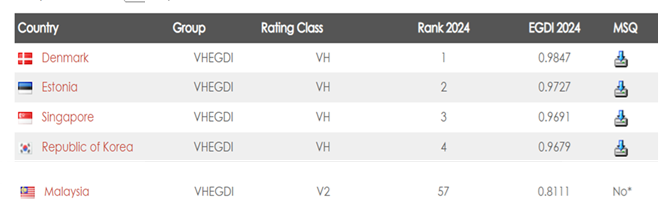 Country Group Rating Class Rank 2024 EGDI 2024 MSQ
Denmark VHEGDI VH 1 0.9847
Estonia VHEGDI VH 2 0.9727
Singapore VHEGDI VH 3 0.9691
Republic of Korea VHEGDI VH 4 0.9679
Malaysia VHEGDI V2 57 0.8111 No*